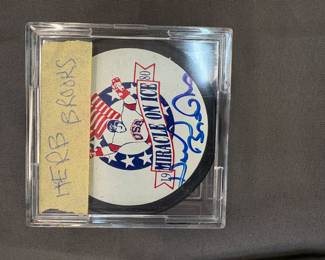 HERB BROOKS
19 MIRACLE ON ICE 80
USA